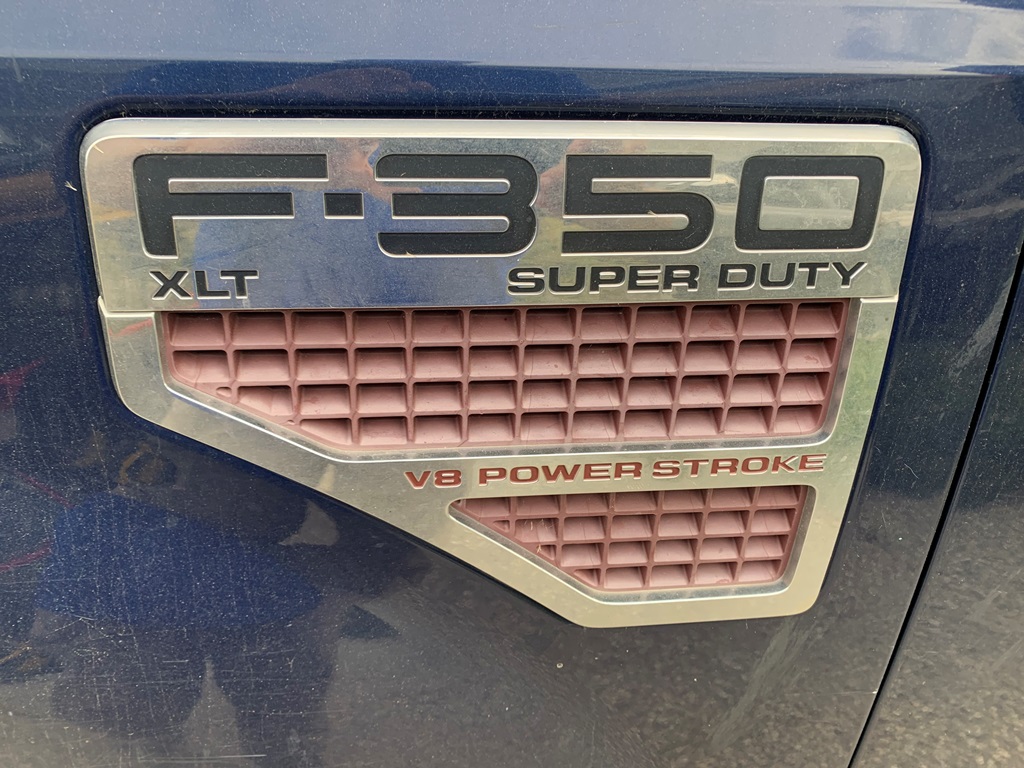 F-350
XLT SUPER DUTY
V8 POWER STROKE